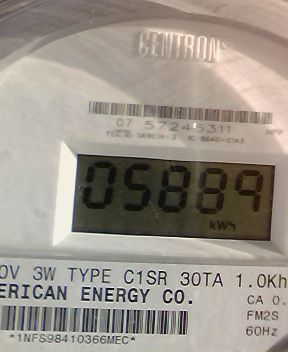 CENTRON
07 57245311
05889
kWh
0V 3W TYPE C1SR 30TA 1.0Kh
ERICAN ENERGY CO.
CA 0.
FM2S
*1NFS98410366MEC*
60Hz